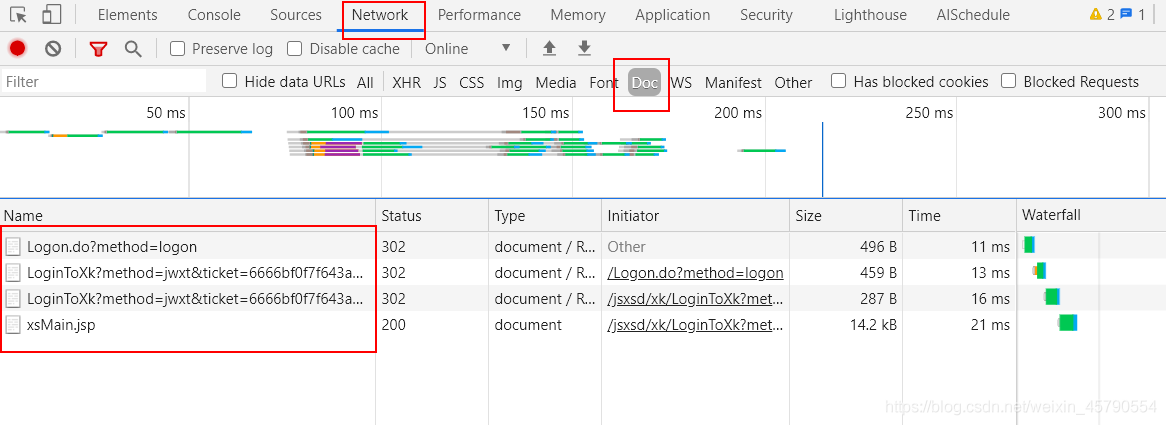 Elements Console Sources Network Performance Memory Application Security Lighthouse AISchedule 2 1
Preserve log Disable cache Online
Filter Hide data URLs All XHR JS CSS Img Media Font Doc WS Manifest Other Has blocked cookies Blocked Requests
50 ms 100 ms 150 ms 200 ms 250 ms 300 ms
Name Status Type Initiator Size Time Waterfall
Logon.do?method=logon 302 document / R... Other 496 B 11 ms
LoginToXk?method=jwxt&ticket=6666bf0f7f643a... 302 document / R... /Logon.do?method=logon 459 B 13 ms
LoginToXk?method=jwxt&ticket=6666bf0f7f643a... 302 document / R... /jsxsd/xk/LoginToXk?met... 287 B 16 ms
xsMain.jsp 200 document /jsxsd/xk/LoginToXk?met... 14.2 kB 21 ms
https://blog.csdn.net/weixin_45790554